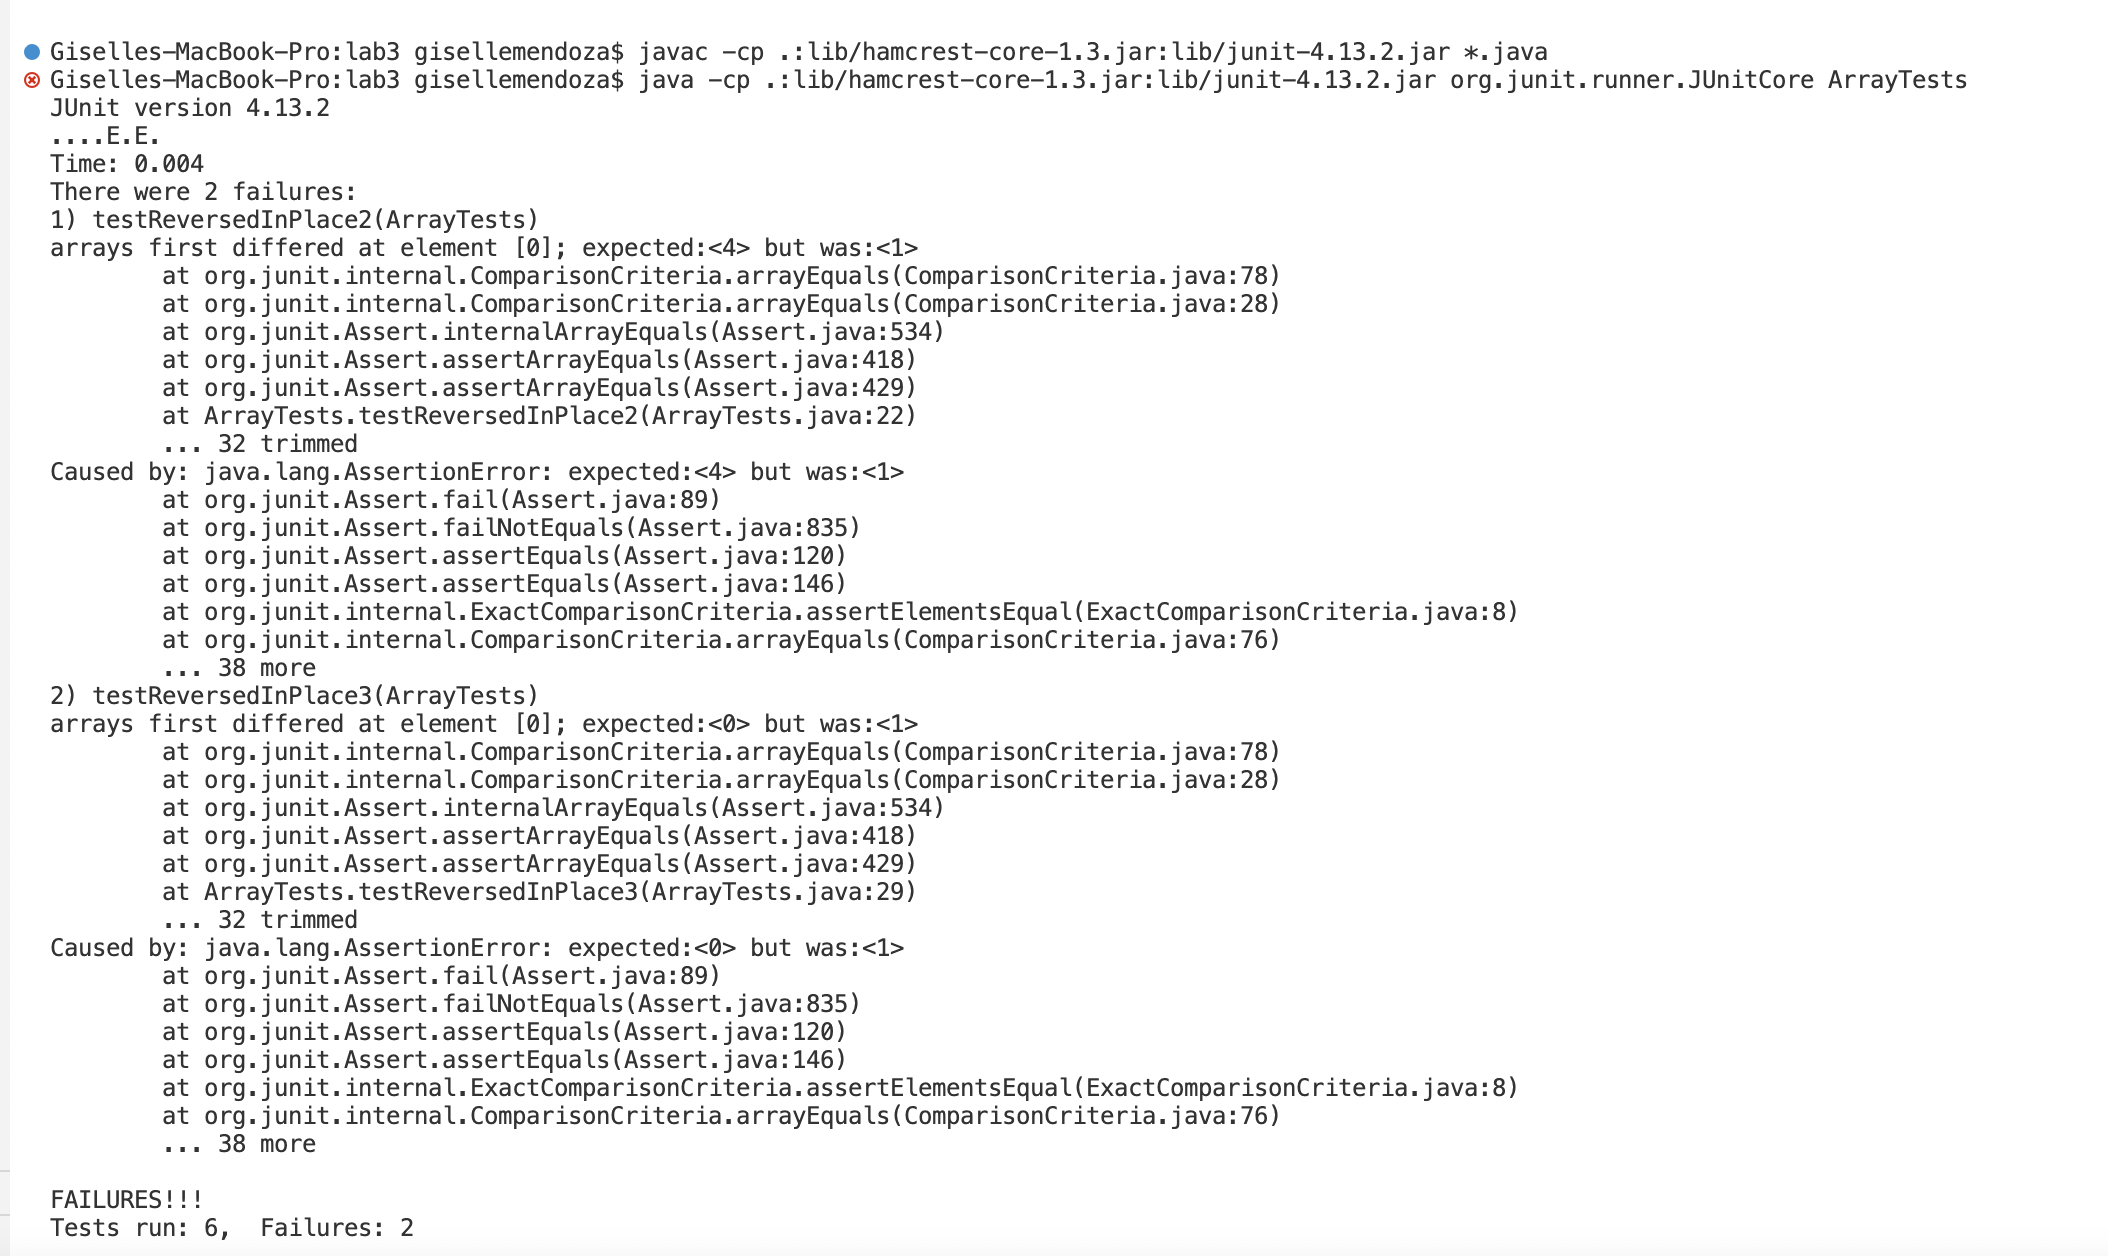 Giselles-MacBook-Pro:lab3 gisellemendoza$ javac -cp .:lib/hamcrest-core-1.3.jar:lib/junit-4.13.2.jar *.java
Giselles-MacBook-Pro:lab3 gisellemendoza$ java -cp .:lib/hamcrest-core-1.3.jar:lib/junit-4.13.2.jar org.junit.runner.JUnitCore ArrayTests
JUnit version 4.13.2
....E.E.
Time: 0.004
There were 2 failures:
1) testReversedInPlace2(ArrayTests)
arrays first differed at element [0]; expected:<4> but was:<1>
        at org.junit.internal.ComparisonCriteria.arrayEquals(ComparisonCriteria.java:78)
        at org.junit.internal.ComparisonCriteria.arrayEquals(ComparisonCriteria.java:28)
        at org.junit.Assert.internalArrayEquals(Assert.java:534)
        at org.junit.Assert.assertArrayEquals(Assert.java:418)
        at org.junit.Assert.assertArrayEquals(Assert.java:429)
        at ArrayTests.testReversedInPlace2(ArrayTests.java:22)
        ... 32 trimmed
Caused by: java.lang.AssertionError: expected:<4> but was:<1>
        at org.junit.Assert.fail(Assert.java:89)
        at org.junit.Assert.failNotEquals(Assert.java:835)
        at org.junit.Assert.assertEquals(Assert.java:120)
        at org.junit.Assert.assertEquals(Assert.java:146)
        at org.junit.internal.ExactComparisonCriteria.assertElementsEqual(ExactComparisonCriteria.java:8)
        at org.junit.internal.ComparisonCriteria.arrayEquals(ComparisonCriteria.java:76)
        ... 38 more
2) testReversedInPlace3(ArrayTests)
arrays first differed at element [0]; expected:<0> but was:<1>
        at org.junit.internal.ComparisonCriteria.arrayEquals(ComparisonCriteria.java:78)
        at org.junit.internal.ComparisonCriteria.arrayEquals(ComparisonCriteria.java:28)
        at org.junit.Assert.internalArrayEquals(Assert.java:534)
        at org.junit.Assert.assertArrayEquals(Assert.java:418)
        at org.junit.Assert.assertArrayEquals(Assert.java:429)
        at ArrayTests.testReversedInPlace3(ArrayTests.java:29)
        ... 32 trimmed
Caused by: java.lang.AssertionError: expected:<0> but was:<1>
        at org.junit.Assert.fail(Assert.java:89)
        at org.junit.Assert.failNotEquals(Assert.java:835)
        at org.junit.Assert.assertEquals(Assert.java:120)
        at org.junit.Assert.assertEquals(Assert.java:146)
        at org.junit.internal.ExactComparisonCriteria.assertElementsEqual(ExactComparisonCriteria.java:8)
        at org.junit.internal.ComparisonCriteria.arrayEquals(ComparisonCriteria.java:76)
        ... 38 more

FAILURES!!!
Tests run: 6,  Failures: 2